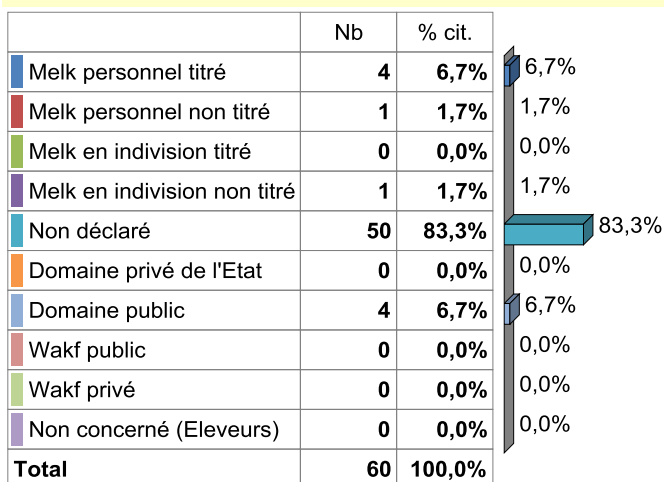 Nb % cit.
Melk personnel titré 4 6,7% 6,7%
Melk personnel non titré 1 1,7% 1,7%
Melk en indivision titré 0 0,0% 0,0%
Melk en indivision non titré 1 1,7% 1,7%
Non déclaré 50 83,3% 83,3%
Domaine privé de l'Etat 0 0,0% 0,0%
Domaine public 4 6,7% 6,7%
Wakf public 0 0,0% 0,0%
Wakf privé 0 0,0% 0,0%
Non concerné (Eleveurs) 0 0,0% 0,0%
Total 60 100,0%